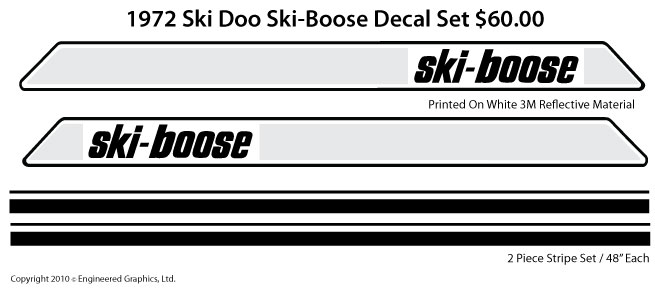 1972 Ski Doo Ski-Boose Decal Set $60.00
ski-boose
Printed On White 3M Reflective Material
ski-boose
2 Piece Stripe Set / 48" Each
Copyright 2010 © Engineered Graphics, Ltd.